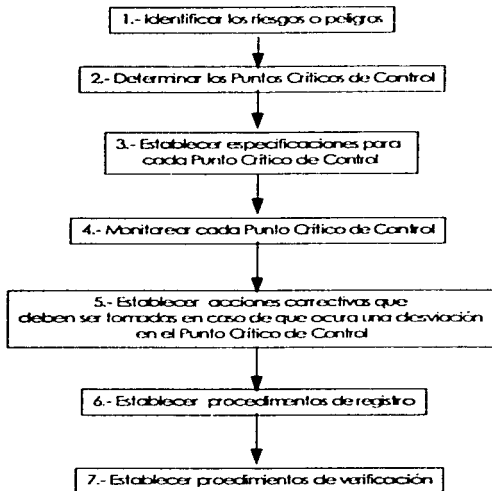 1.- Identificar los riesgos o peligros
2.- Determinar los Puntos Críticos de Control
3.- Establecer especificaciones para
cada Punto Crítico de Control
4.- Monitorear cada Punto Crítico de Control
5.- Establecer acciones correctivas que
deben ser tomadas en caso de que ocura una desviación
en el Punto Crítico de Control
6.- Establecer procedimentos de registro
7.- Establecer proedimientos de verificación